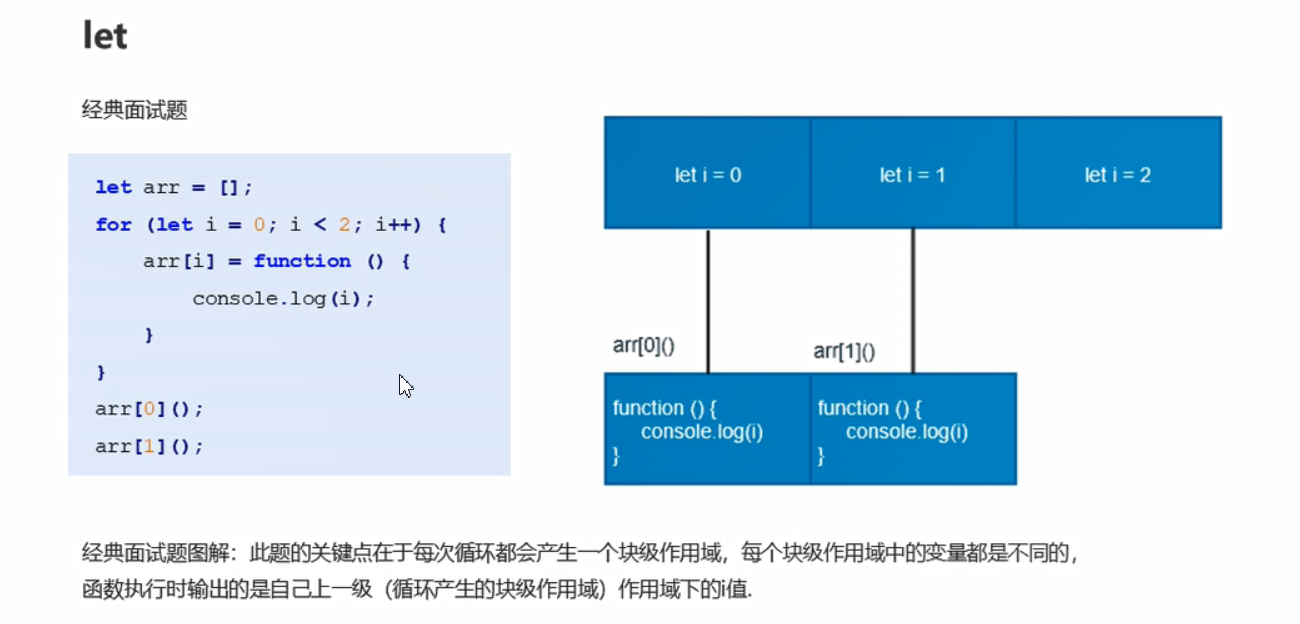 let
经典面试题
let arr = [];
for (let i = 0; i < 2; i++) {
    arr[i] = function () {
        console.log(i);
    }
}
arr[0]();
arr[1]();
let i = 0
let i = 1
let i = 2
arr[0]()
arr[1]()
function () {
    console.log(i)
}
function () {
    console.log(i)
}
经典面试题图解：此题的关键点在于每次循环都会产生一个块级作用域，每个块级作用域中的变量都是不同的，
函数执行时输出的是自己上一级（循环产生的块级作用域）作用域下的i值.